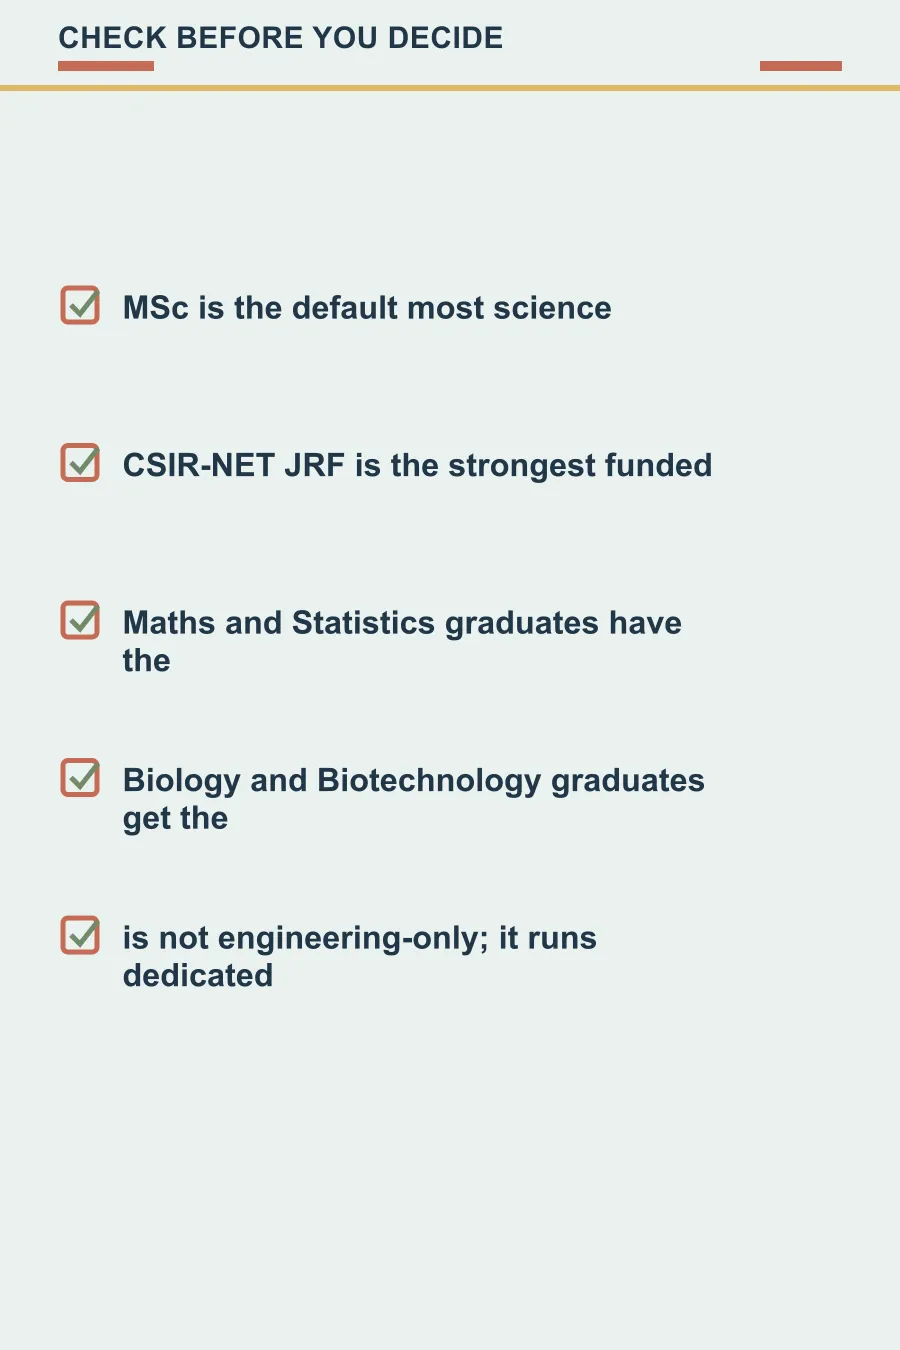 CHECK BEFORE YOU DECIDE
MSc is the default most science
CSIR-NET JRF is the strongest funded
Maths and Statistics graduates have
the
Biology and Biotechnology graduates
get the
is not engineering-only; it runs
dedicated